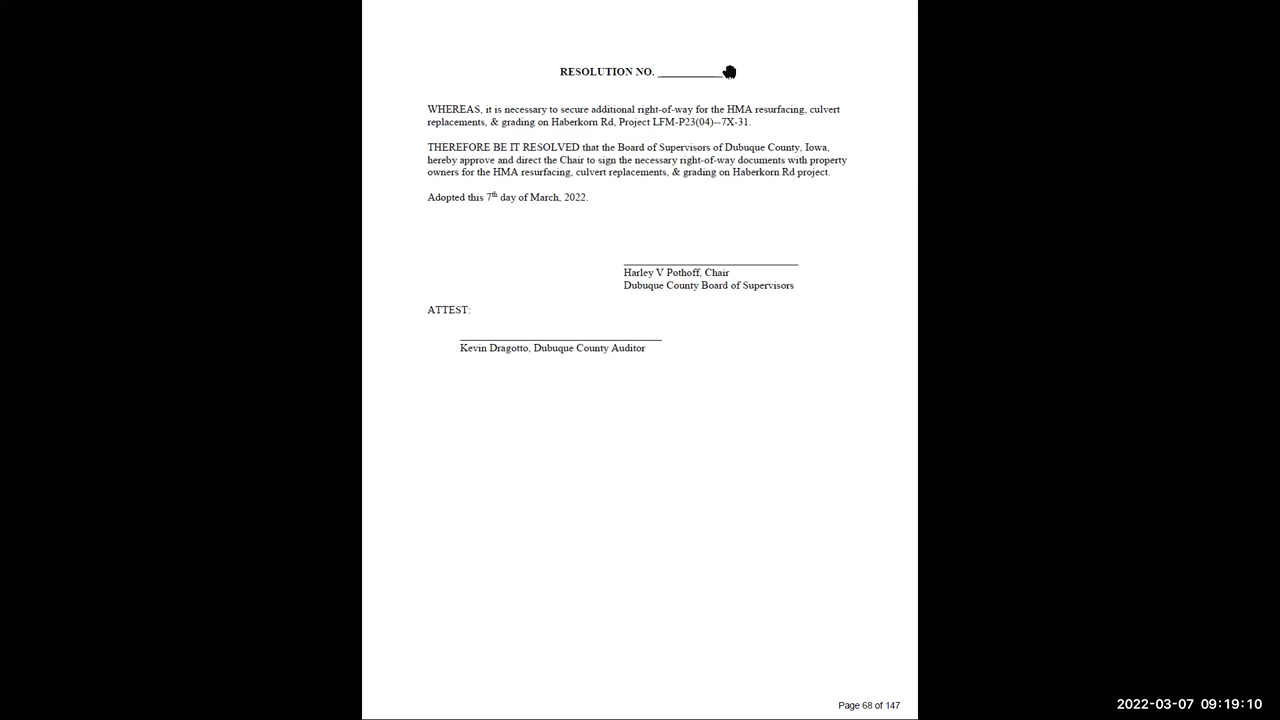 RESOLUTION NO. ____________
WHEREAS, it is necessary to secure additional right-of-way for the HMA resurfacing, culvert
replacements, & grading on Haberkorn Rd, Project LFM-P23(04)--7X-31.
THEREFORE BE IT RESOLVED that the Board of Supervisors of Dubuque County, Iowa,
hereby approve and direct the Chair to sign the necessary right-of-way documents with property
owners for the HMA resurfacing, culvert replacements, & grading on Haberkorn Rd project.
Adopted this 7th day of March, 2022.
Harley V Pothoff, Chair
Dubuque County Board of Supervisors
ATTEST:
Kevin Dragotto, Dubuque County Auditor
Page 68 of 147
2022-03-07 09:19:10